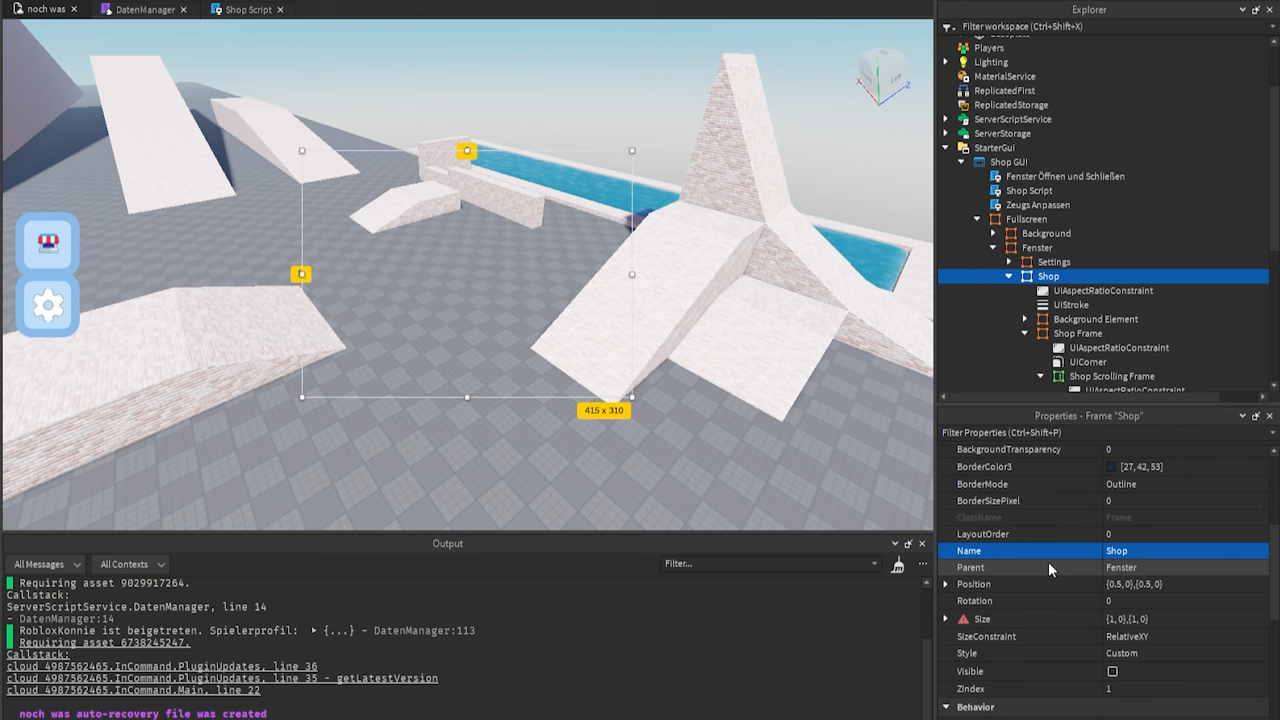 noch was
DatenManager
Shop Script
415 x 310
Output
All Messages
All Contexts
Filter...
Requiring asset 9029917264.
Callstack:
ServerScriptService.DatenManager, line 14
- DatenManager:14
RobloxKonnie ist beigetreten. Spielerprofil: ▶ {...} - DatenManager:113
Requiring asset 6738245247.
Callstack:
cloud_4987562465.InCommand.PluginUpdates, line 36
cloud_4987562465.InCommand.PluginUpdates, line 35 - getLatestVersion
cloud_4987562465.InCommand.Main, line 22
noch was auto-recovery file was created
Explorer
Filter workspace (Ctrl+Shift+X)
Players
Lighting
MaterialService
ReplicatedFirst
ReplicatedStorage
ServerScriptService
ServerStorage
StarterGui
Shop GUI
Fenster Öffnen und Schließen
Shop Script
Zeugs Anpassen
Fullscreen
Background
Fenster
Settings
Shop
UIAspectRatioConstraint
UIStroke
Background Element
Shop Frame
UIAspectRatioConstraint
UICorner
Shop Scrolling Frame
UIAspectRatioConstraint
Properties - Frame "Shop"
Filter Properties (Ctrl+Shift+P)
BackgroundTransparency 0
BorderColor3 [27, 42, 53]
BorderMode Outline
BorderSizePixel 0
ClassName Frame
LayoutOrder 0
Name Shop
Parent Fenster
Position {0.5, 0},{0.5, 0}
Rotation 0
Size {1, 0},{1, 0}
SizeConstraint RelativeXY
Style Custom
Visible
ZIndex 1
Behavior